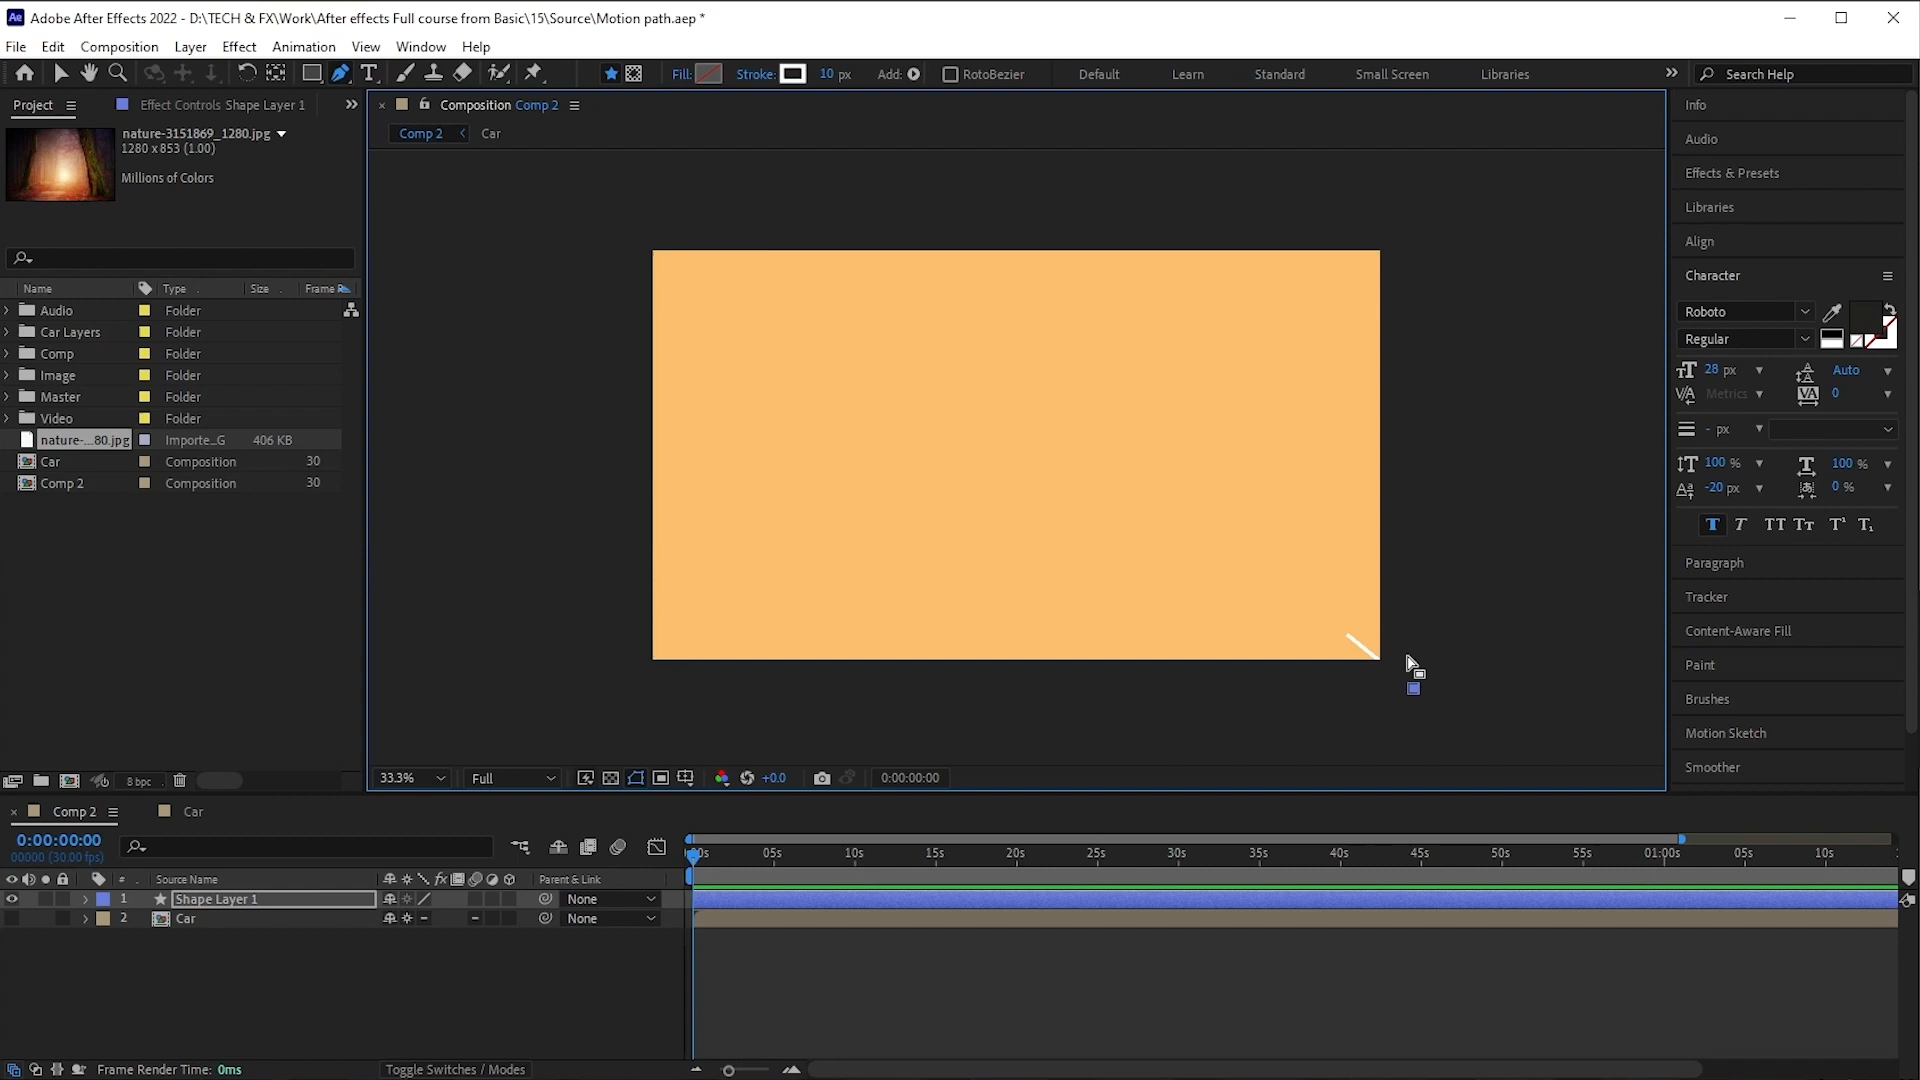 Adobe After Effects 2022 - D:\TECH & FX\Work\After effects Full course from Basic\15\Source\Motion path.aep *
File Edit Composition Layer Effect Animation View Window Help
Fill: Stroke: 10 px Add: RotoBezier Default Learn Standard Small Screen Libraries Search Help
Project Effect Controls Shape Layer 1
Composition Comp 2
Comp 2 Car
nature-3151869_1280.jpg
1280 x 853 (1.00)
Millions of Colors
Name Type Size Frame R
Audio Folder
Car Layers Folder
Comp Folder
Image Folder
Master Folder
Video Folder
nature-...80.jpg Importe_G 406 KB
Car Composition 30
Comp 2 Composition 30
8 bpc
33.3% Full +0.0 0:00:00:00
Info
Audio
Effects & Presets
Libraries
Align
Character
Roboto
Regular
28 px Auto
Metrics 0
- px
100 % 100 %
-20 px 0 %
T T TT Tt T¹ T₁
Paragraph
Tracker
Content-Aware Fill
Paint
Brushes
Motion Sketch
Smoother
Comp 2 Car
0:00:00:00
00000 (30.00 fps)
05s 10s 15s 20s 25s 30s 35s 40s 45s 50s 55s 01:00s 05s 10s
# Source Name Parent & Link
1 Shape Layer 1 None
2 Car None
Frame Render Time: 0ms
Toggle Switches / Modes